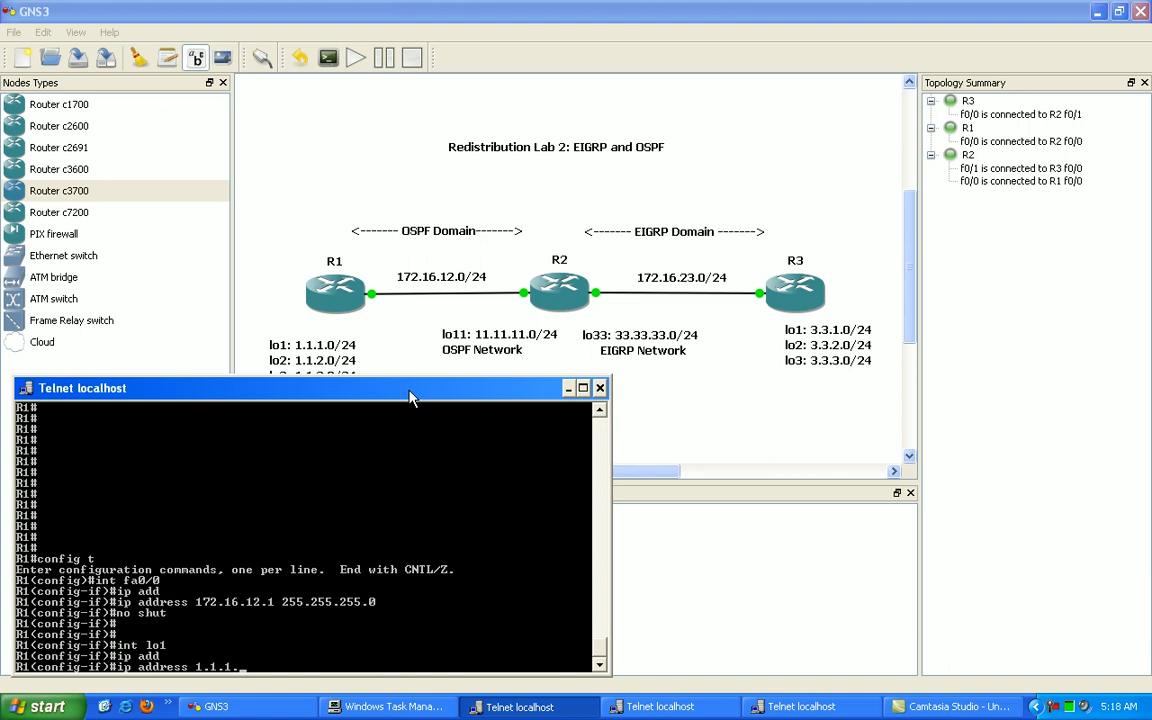 GNS3
File Edit View Help
Nodes Types
Router c1700
Router c2600
Router c2691
Router c3600
Router c3700
Router c7200
PIX firewall
Ethernet switch
ATM bridge
ATM switch
Frame Relay switch
Cloud
Redistribution Lab 2: EIGRP and OSPF
<------- OSPF Domain------->
<------- EIGRP Domain ------->
R1
R2
R3
172.16.12.0/24
172.16.23.0/24
lo11: 11.11.11.0/24
OSPF Network
lo33: 33.33.33.0/24
EIGRP Network
lo1: 1.1.1.0/24
lo2: 1.1.2.0/24
lo1: 3.3.1.0/24
lo2: 3.3.2.0/24
lo3: 3.3.3.0/24
Topology Summary
R3
f0/0 is connected to R2 f0/1
R1
f0/0 is connected to R2 f0/0
R2
f0/1 is connected to R3 f0/0
f0/0 is connected to R1 f0/0
Telnet localhost
R1#
R1#
R1#
R1#
R1#
R1#
R1#
R1#
R1#
R1#
R1#
R1#
R1#
R1#
R1#config t
Enter configuration commands, one per line.  End with CNTL/Z.
R1(config)#int fa0/0
R1(config-if)#ip add
R1(config-if)#ip address 172.16.12.1 255.255.255.0
R1(config-if)#no shut
R1(config-if)#
R1(config-if)#
R1(config-if)#int lo1
R1(config-if)#ip add
R1(config-if)#ip address 1.1.1._
start
GNS3
Windows Task Mana...
Telnet localhost
Telnet localhost
Telnet localhost
Camtasia Studio - Un...
5:18 AM